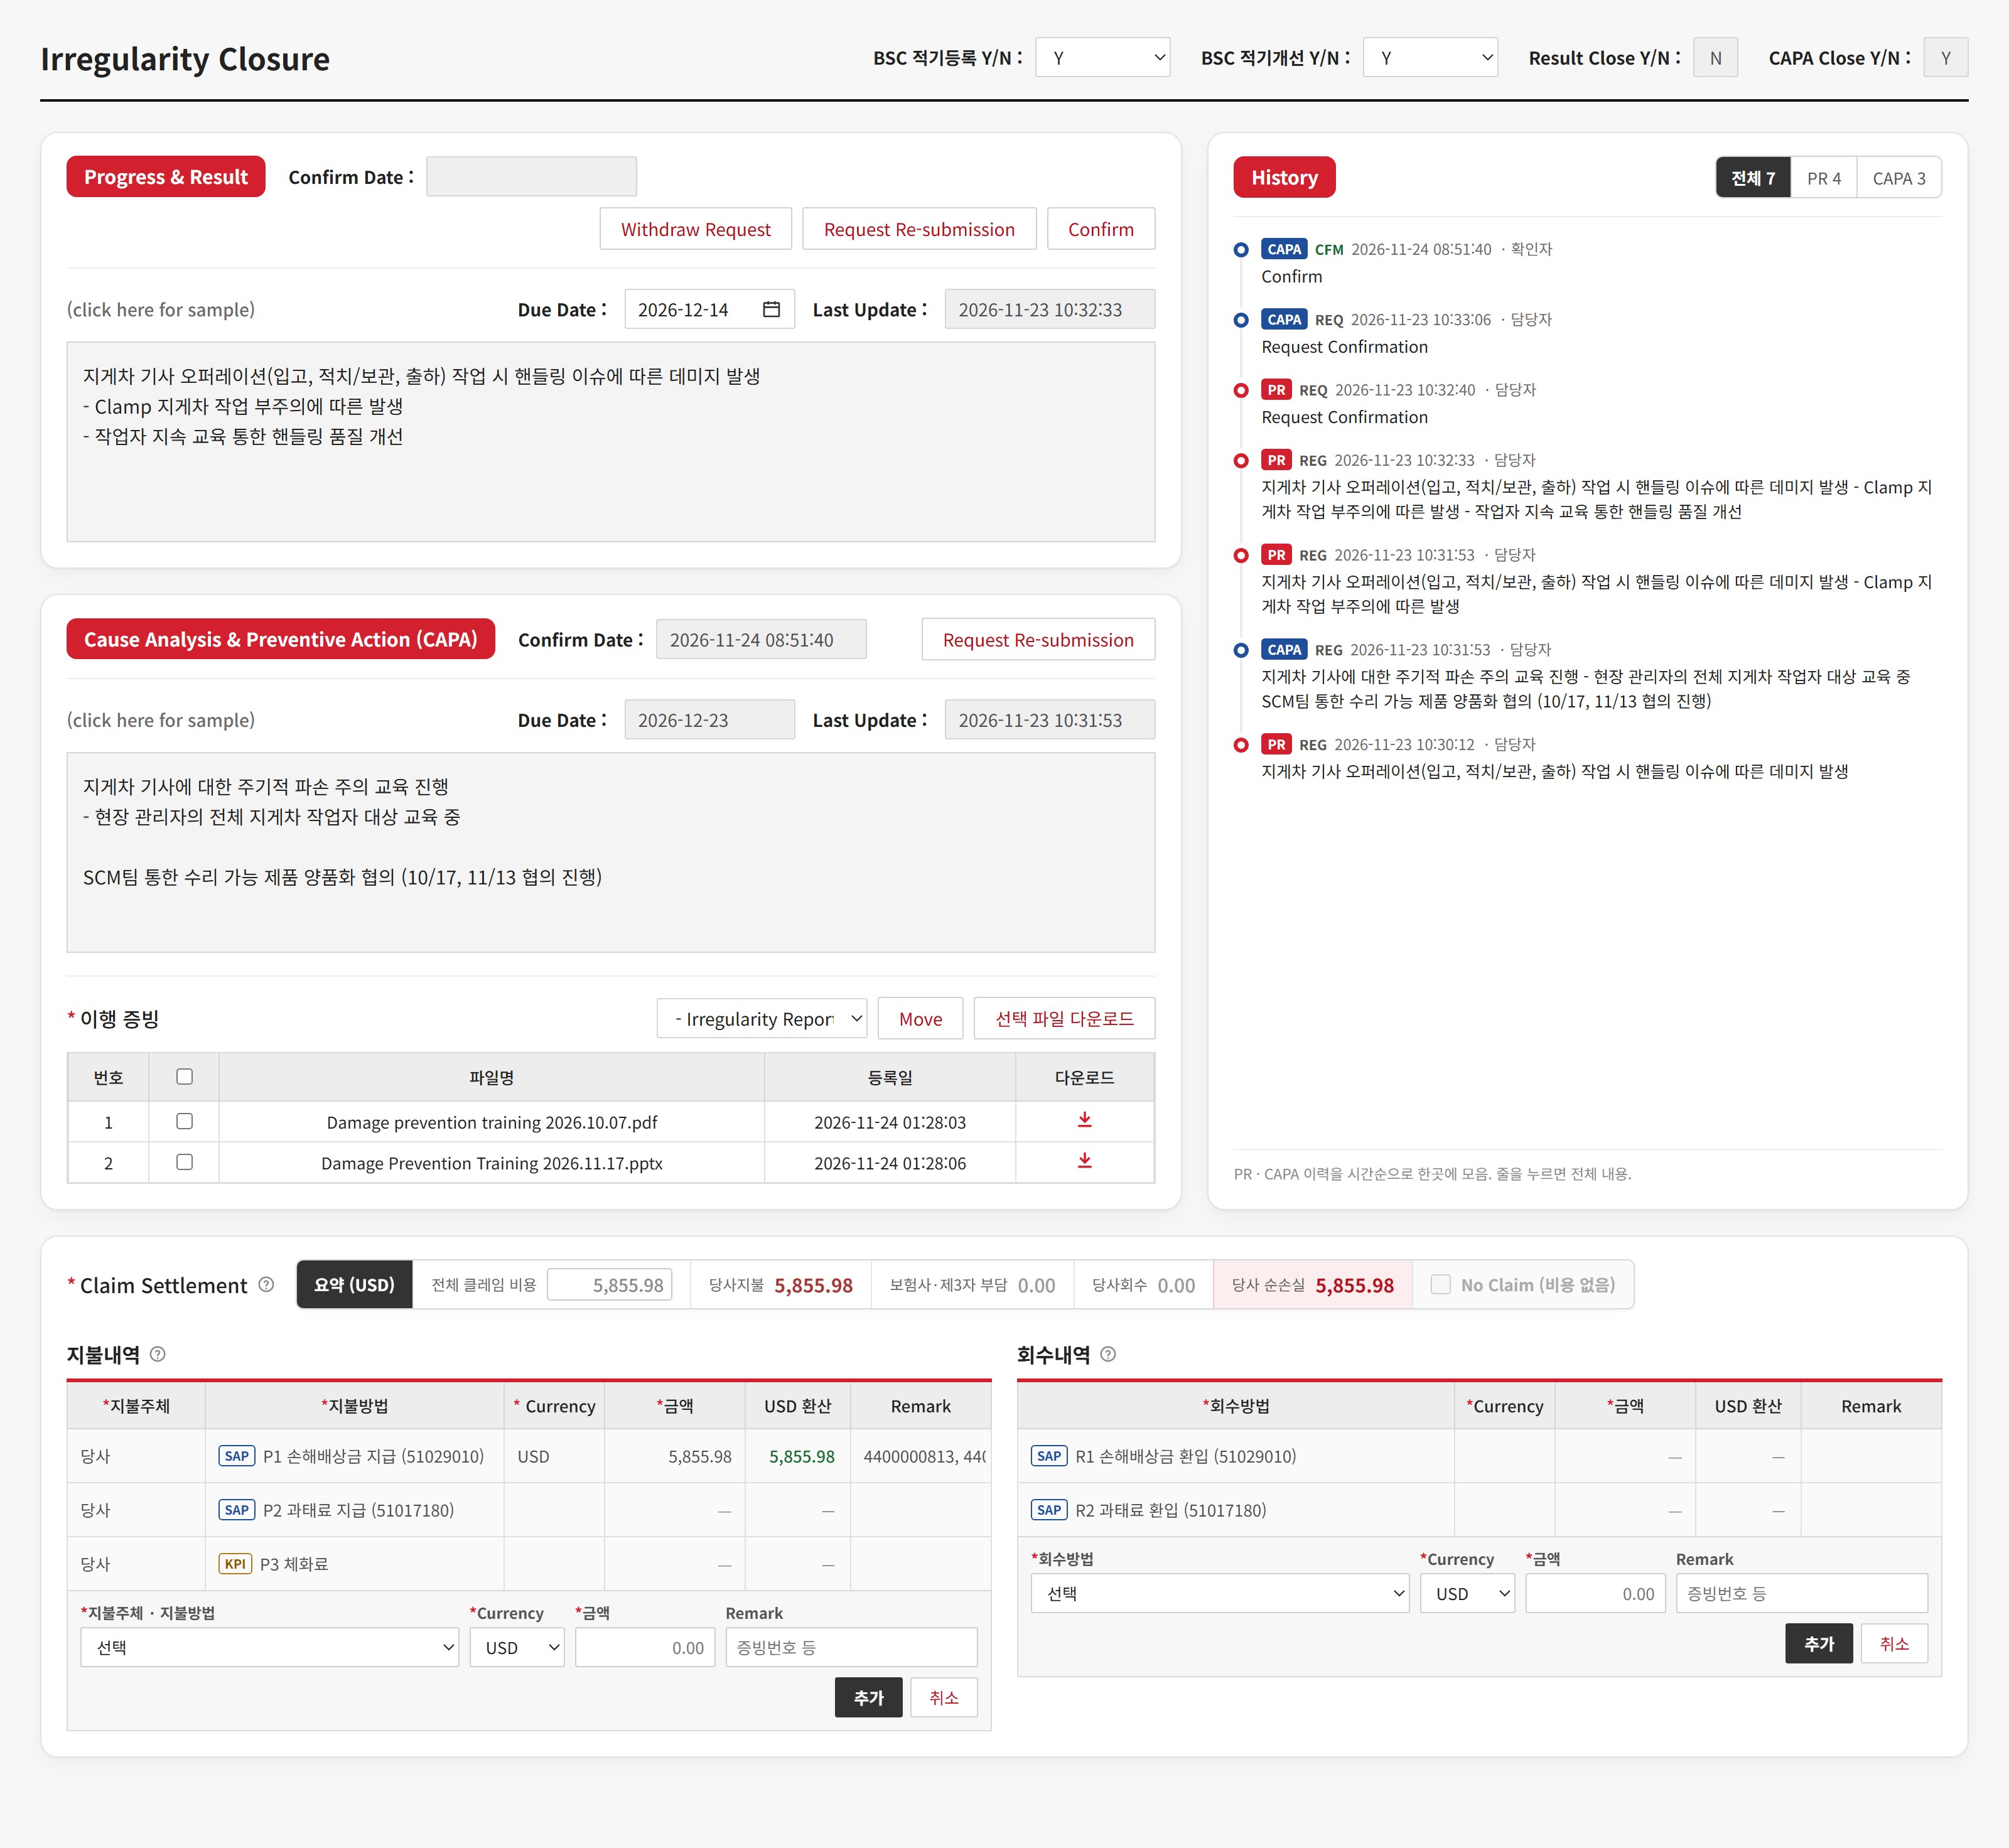 Irregularity Closure
BSC 적기등록 Y/N : Y
BSC 적기개선 Y/N : Y
Result Close Y/N : N
CAPA Close Y/N : Y
Progress & Result
Confirm Date :
Withdraw Request
Request Re-submission
Confirm
(click here for sample)
Due Date : 2026-12-14
Last Update : 2026-11-23 10:32:33
지게차 기사 오퍼레이션(입고, 적치/보관, 출하) 작업 시 핸들링 이슈에 따른 데미지 발생
- Clamp 지게차 작업 부주의에 따른 발생
- 작업자 지속 교육 통한 핸들링 품질 개선
Cause Analysis & Preventive Action (CAPA)
Confirm Date : 2026-11-24 08:51:40
Request Re-submission
(click here for sample)
Due Date : 2026-12-23
Last Update : 2026-11-23 10:31:53
지게차 기사에 대한 주기적 파손 주의 교육 진행
- 현장 관리자의 전체 지게차 작업자 대상 교육 중
SCM팀 통한 수리 가능 제품 양품화 협의 (10/17, 11/13 협의 진행)
* 이행 증빙
- Irregularity Repor
Move
선택 파일 다운로드
번호 파일명 등록일 다운로드
1 Damage prevention training 2026.10.07.pdf 2026-11-24 01:28:03
2 Damage Prevention Training 2026.11.17.pptx 2026-11-24 01:28:06
History
전체 7 PR 4 CAPA 3
CAPA CFM 2026-11-24 08:51:40 · 확인자
Confirm
CAPA REQ 2026-11-23 10:33:06 · 담당자
Request Confirmation
PR REQ 2026-11-23 10:32:40 · 담당자
Request Confirmation
PR REG 2026-11-23 10:32:33 · 담당자
지게차 기사 오퍼레이션(입고, 적치/보관, 출하) 작업 시 핸들링 이슈에 따른 데미지 발생 - Clamp 지
게차 작업 부주의에 따른 발생 - 작업자 지속 교육 통한 핸들링 품질 개선
PR REG 2026-11-23 10:31:53 · 담당자
지게차 기사 오퍼레이션(입고, 적치/보관, 출하) 작업 시 핸들링 이슈에 따른 데미지 발생 - Clamp 지
게차 작업 부주의에 따른 발생
CAPA REG 2026-11-23 10:31:53 · 담당자
지게차 기사에 대한 주기적 파손 주의 교육 진행 - 현장 관리자의 전체 지게차 작업자 대상 교육 중
SCM팀 통한 수리 가능 제품 양품화 협의 (10/17, 11/13 협의 진행)
PR REG 2026-11-23 10:30:12 · 담당자
지게차 기사 오퍼레이션(입고, 적치/보관, 출하) 작업 시 핸들링 이슈에 따른 데미지 발생
PR · CAPA 이력을 시간순으로 한곳에 모음. 줄을 누르면 전체 내용.
* Claim Settlement ?
요약 (USD) 전체 클레임 비용 5,855.98 당사지불 5,855.98 보험사·제3자 부담 0.00 당사회수 0.00 당사 순손실 5,855.98 No Claim (비용 없음)
지불내역 ?
*지불주체 *지불방법 * Currency *금액 USD 환산 Remark
당사 SAP P1 손해배상금 지급 (51029010) USD 5,855.98 5,855.98 4400000813, 440
당사 SAP P2 과태료 지급 (51017180) — —
당사 KPI P3 체화료 — —
*지불주체 · 지불방법 *Currency *금액 Remark
선택 USD 0.00 증빙번호 등
추가 취소
회수내역 ?
*회수방법 *Currency *금액 USD 환산 Remark
SAP R1 손해배상금 환입 (51029010) — —
SAP R2 과태료 환입 (51017180) — —
*회수방법 *Currency *금액 Remark
선택 USD 0.00 증빙번호 등
추가 취소